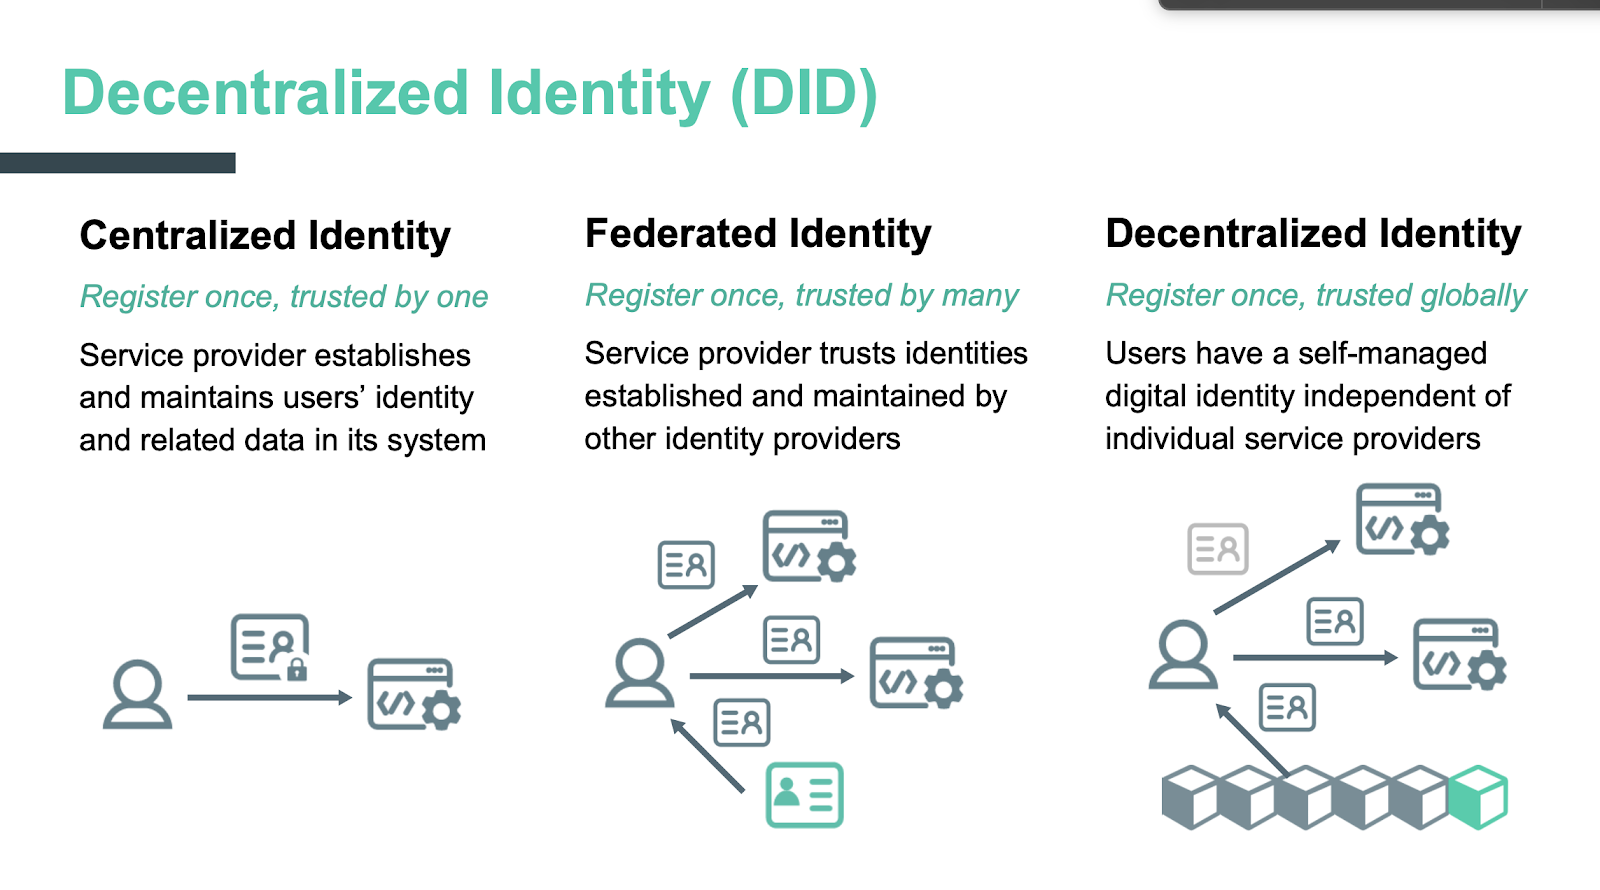 Decentralized Identity (DID)
Centralized Identity
Register once, trusted by one
Service provider establishes
and maintains users’ identity
and related data in its system
Federated Identity
Register once, trusted by many
Service provider trusts identities
established and maintained by
other identity providers
Decentralized Identity
Register once, trusted globally
Users have a self-managed
digital identity independent of
individual service providers